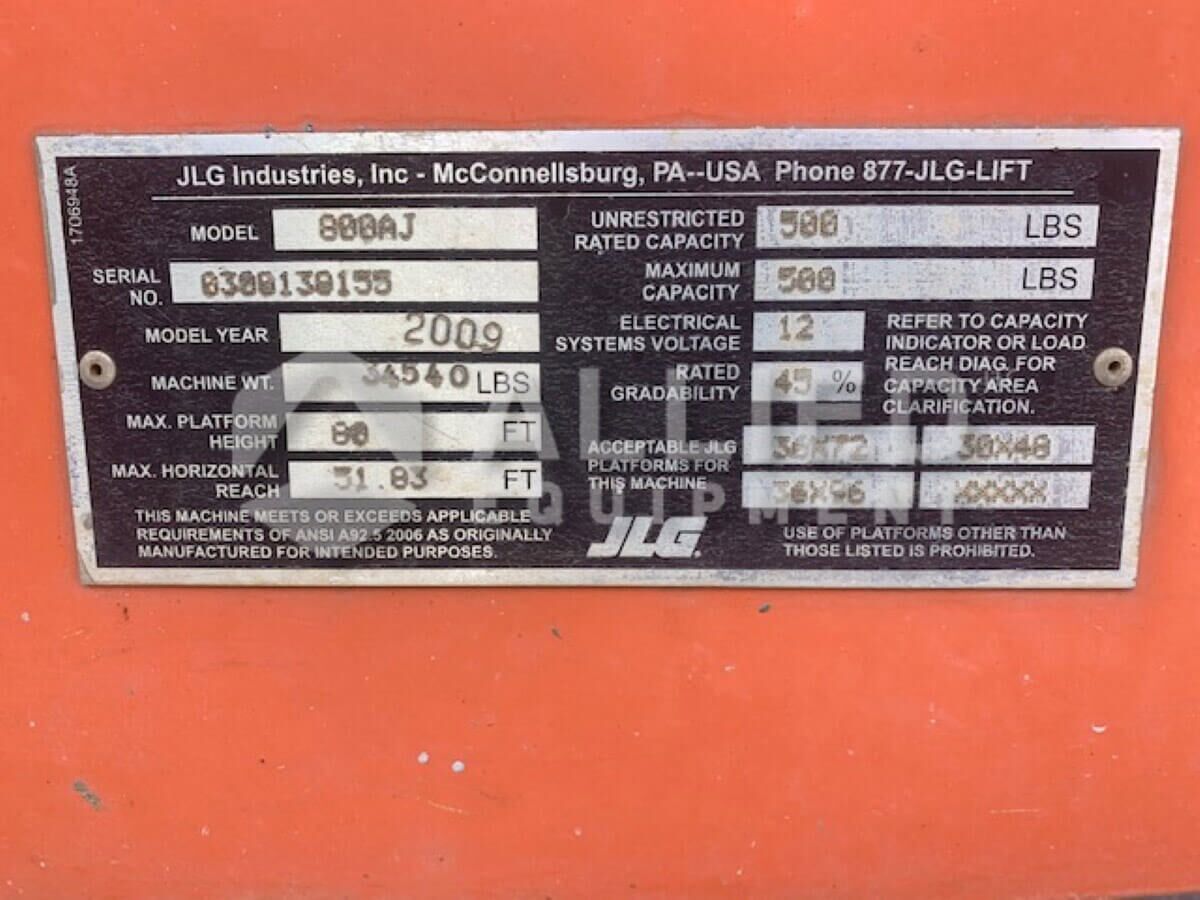 JLG Industries, Inc - McConnellsburg, PA--USA Phone 877-JLG-LIFT
1706948A
MODEL 800AJ
SERIAL NO. 0300130155
MODEL YEAR 2009
MACHINE WT. 34540 LBS
MAX. PLATFORM HEIGHT 80 FT
MAX. HORIZONTAL REACH 51.83 FT
THIS MACHINE MEETS OR EXCEEDS APPLICABLE
REQUIREMENTS OF ANSI A92.5 2006 AS ORIGINALLY
MANUFACTURED FOR INTENDED PURPOSES.
UNRESTRICTED RATED CAPACITY 500 LBS
MAXIMUM CAPACITY 500 LBS
ELECTRICAL SYSTEMS VOLTAGE 12
RATED GRADABILITY 45 %
REFER TO CAPACITY
INDICATOR OR LOAD
REACH DIAG. FOR
CAPACITY AREA
CLARIFICATION.
ACCEPTABLE JLG
PLATFORMS FOR
THIS MACHINE
36X72 30X48
36X96 XXXXX
JLG.
USE OF PLATFORMS OTHER THAN
THOSE LISTED IS PROHIBITED.
ALLIED
EQUIPMENT